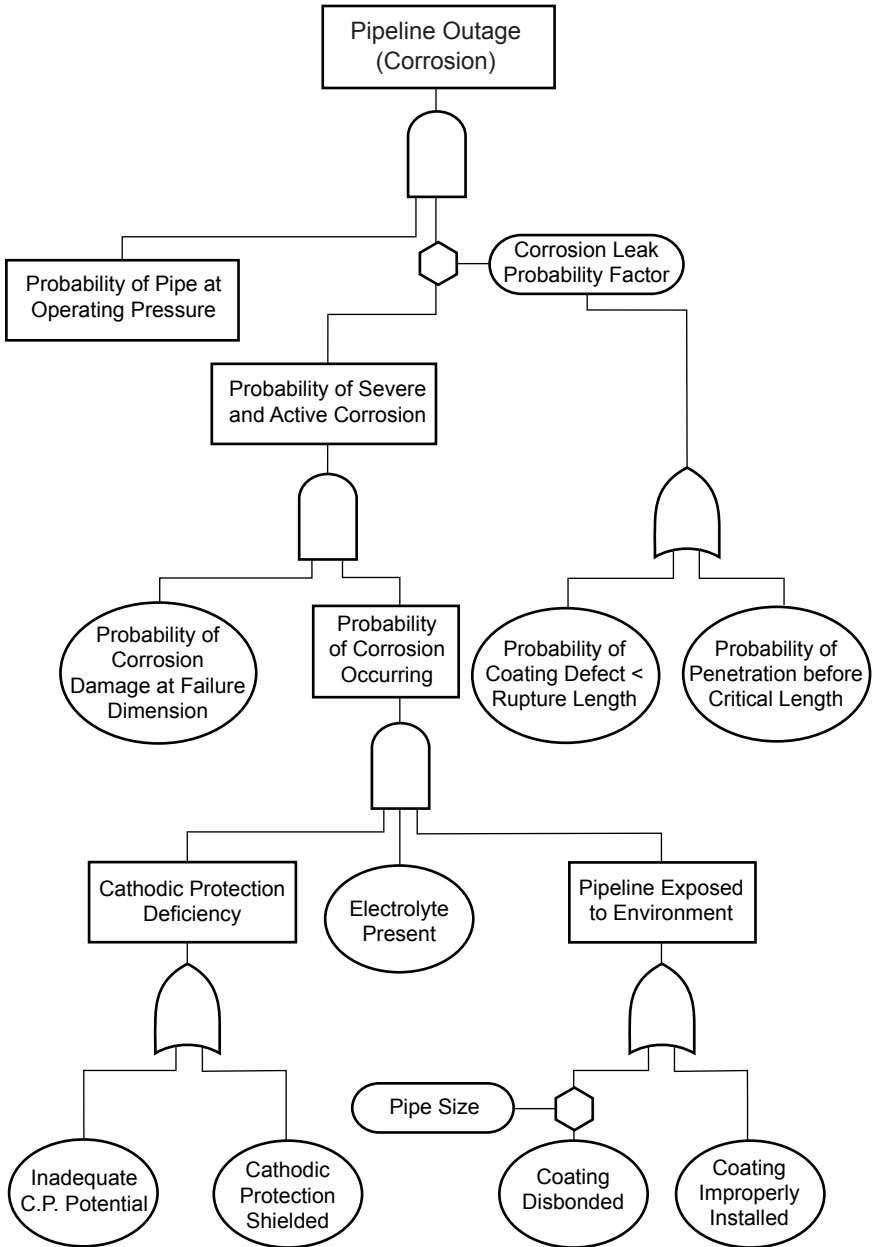 Pipeline Outage
(Corrosion)
Corrosion Leak
Probability Factor
Probability of Pipe at
Operating Pressure
Probability of Severe
and Active Corrosion
Probability of
Corrosion
Damage at Failure
Dimension
Probability
of Corrosion
Occurring
Probability of
Coating Defect <
Rupture Length
Probability of
Penetration before
Critical Length
Cathodic Protection
Deficiency
Electrolyte
Present
Pipeline Exposed
to Environment
Pipe Size
Inadequate
C.P. Potential
Cathodic
Protection
Shielded
Coating
Disbonded
Coating
Improperly
Installed